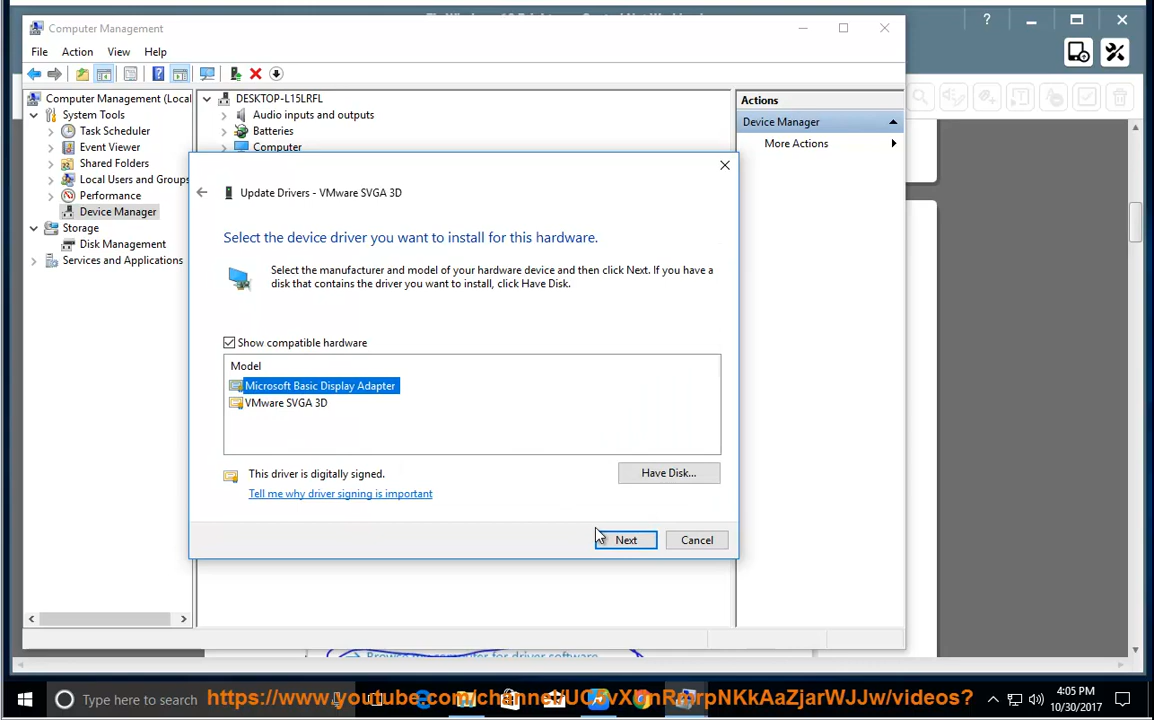 Computer Management
File Action View Help
Computer Management (Local
System Tools
Task Scheduler
Event Viewer
Shared Folders
Local Users and Groups
Performance
Device Manager
Storage
Disk Management
Services and Applications
DESKTOP-L15LRFL
Audio inputs and outputs
Batteries
Computer
Actions
Device Manager
More Actions
Update Drivers - VMware SVGA 3D
Select the device driver you want to install for this hardware.
Select the manufacturer and model of your hardware device and then click Next. If you have a
disk that contains the driver you want to install, click Have Disk.
Show compatible hardware
Model
Microsoft Basic Display Adapter
VMware SVGA 3D
This driver is digitally signed.
Have Disk...
Tell me why driver signing is important
Next Cancel
Type here to search
4:05 PM
10/30/2017